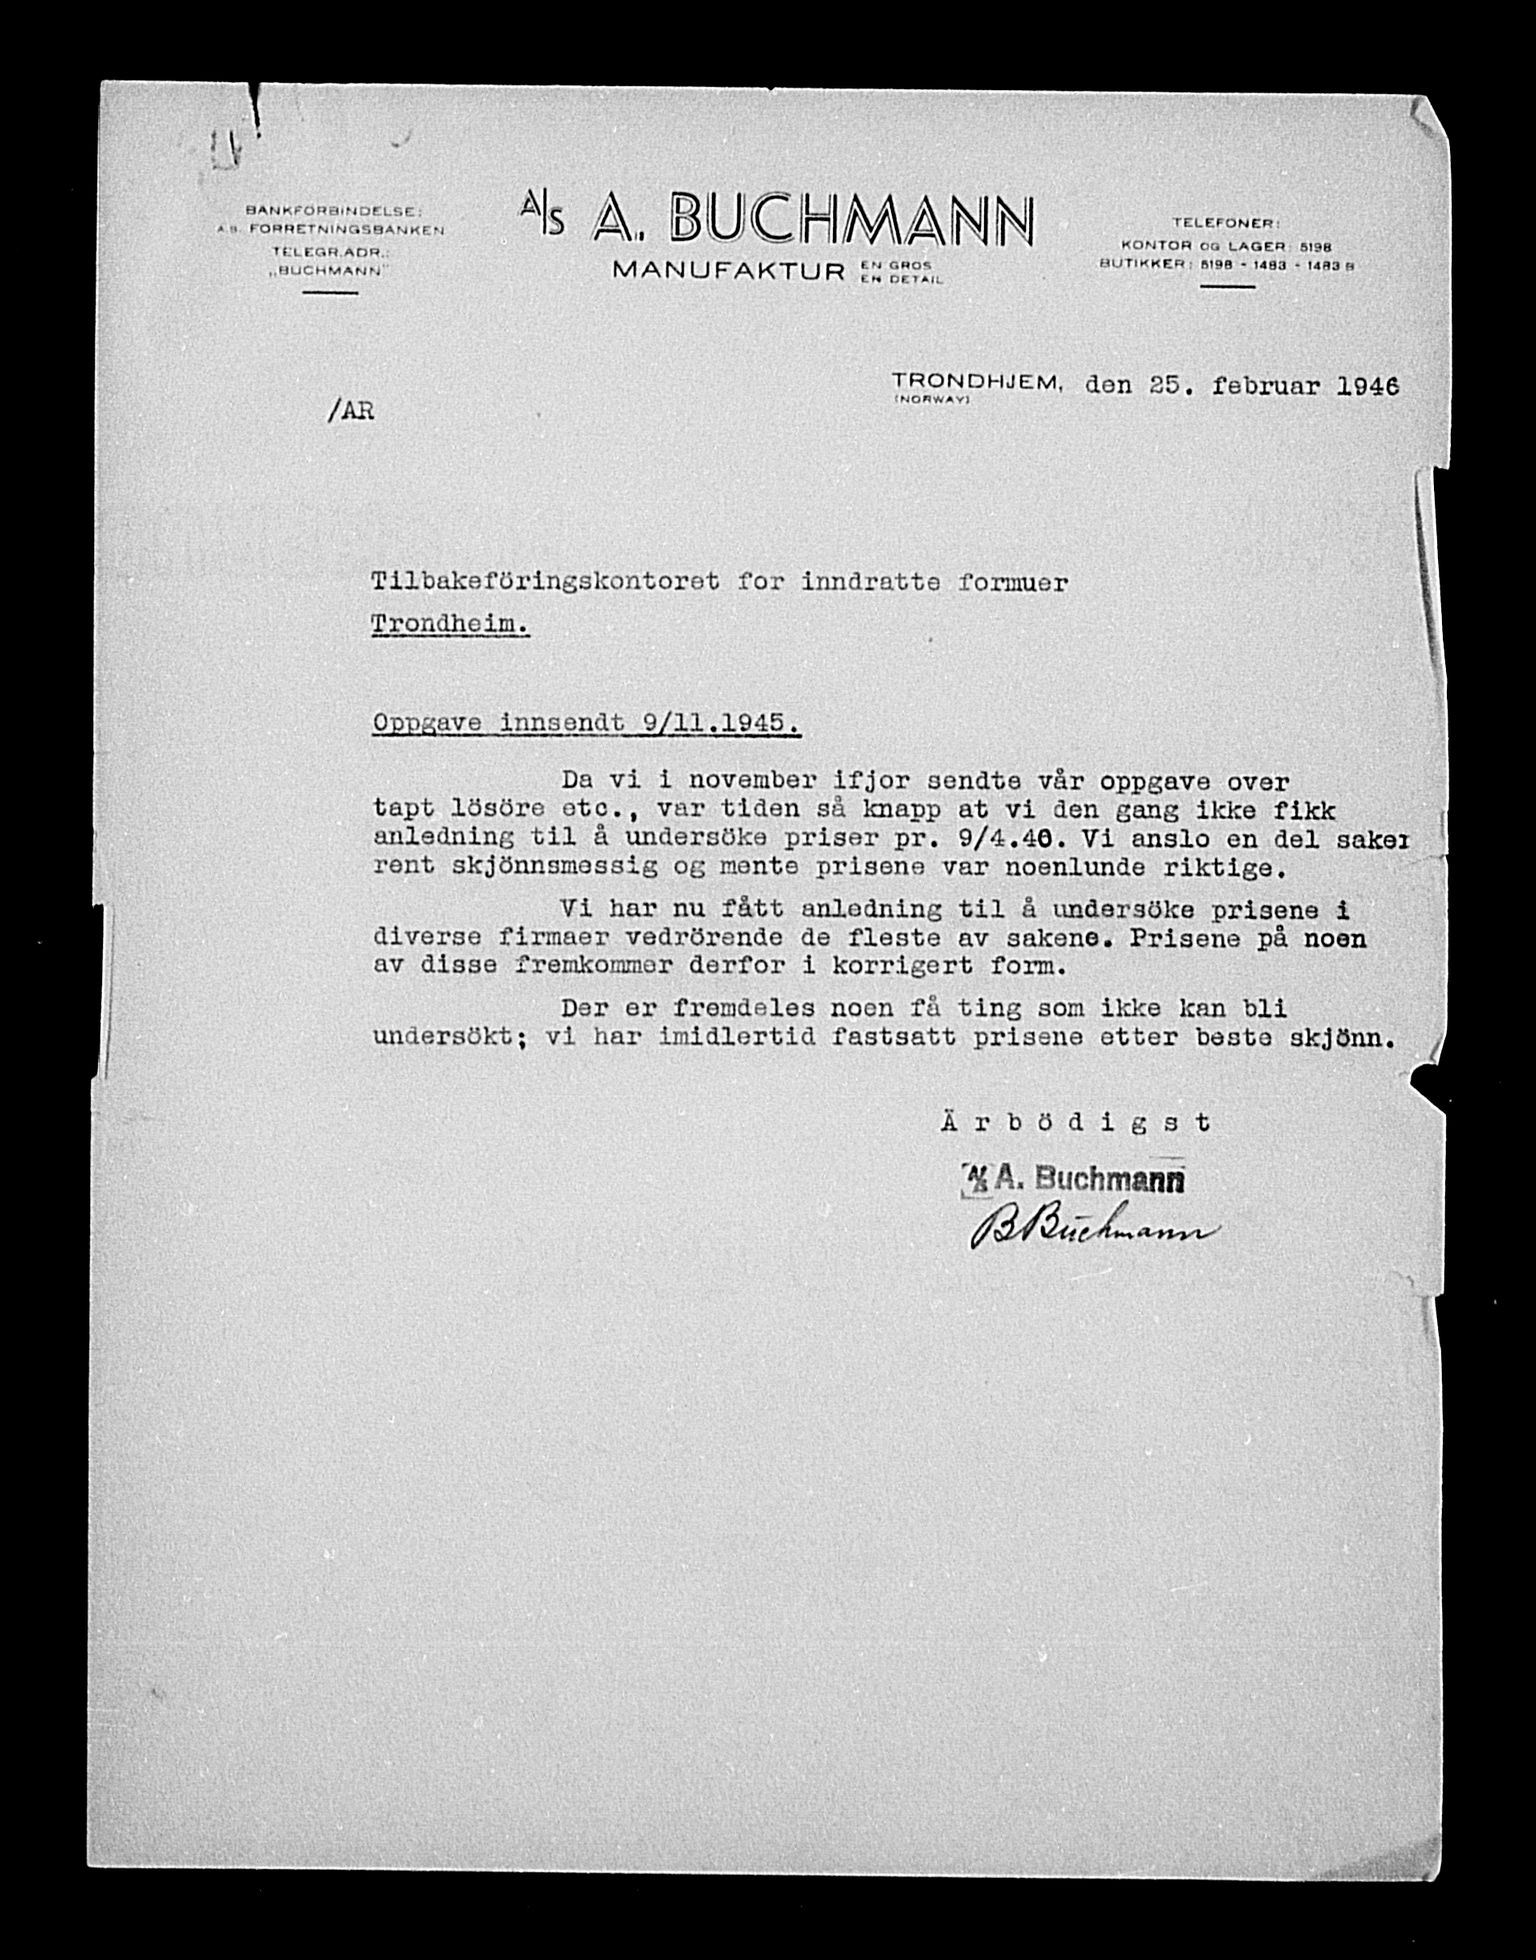 BANKFORBINDELSE:
A.B. FORRETNINGSBANKEN
TELEGR.ADR.:
„BUCHMANN"
A/S A. BUCHMANN
MANUFAKTUR EN GROS
EN DETAIL
TELEFONER:
KONTOR OG LAGER: 5198
BUTIKKER: 5198 - 1483 - 1483 B
TRONDHJEM, den 25. februar 1946
(NORWAY)
/AR
Tilbakeföringskontoret for inndratte formuer
Trondheim.
Oppgave innsendt 9/11.1945.
Da vi i november ifjor sendte vår oppgave over
tapt lösöre etc., var tiden så knapp at vi den gang ikke fikk
anledning til å undersöke priser pr. 9/4.40. Vi anslo en del saker
rent skjönnsmessig og mente prisene var noenlunde riktige.
Vi har nu fått anledning til å undersöke prisene i
diverse firmaer vedrörende de fleste av sakene. Prisene på noen
av disse fremkommer derfor i korrigert form.
Der er fremdeles noen få ting som ikke kan bli
undersökt; vi har imidlertid fastsatt prisene etter beste skjönn.
Ärbödigst
A/S A. Buchmann
B Buchmann